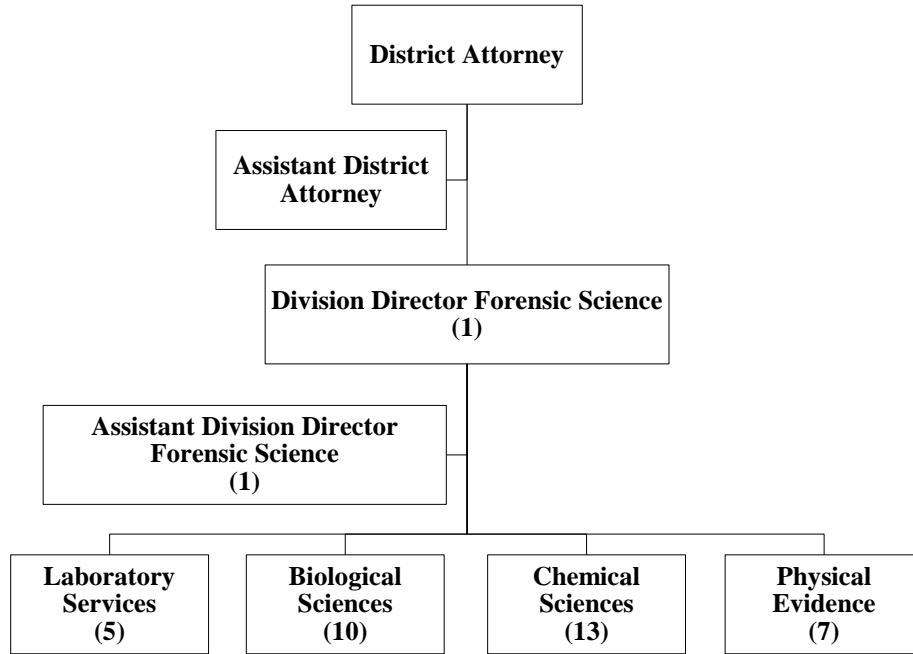 District Attorney
Assistant District
Attorney
Division Director Forensic Science
(1)
Assistant Division Director
Forensic Science
(1)
Laboratory
Services
(5)
Biological
Sciences
(10)
Chemical
Sciences
(13)
Physical
Evidence
(7)